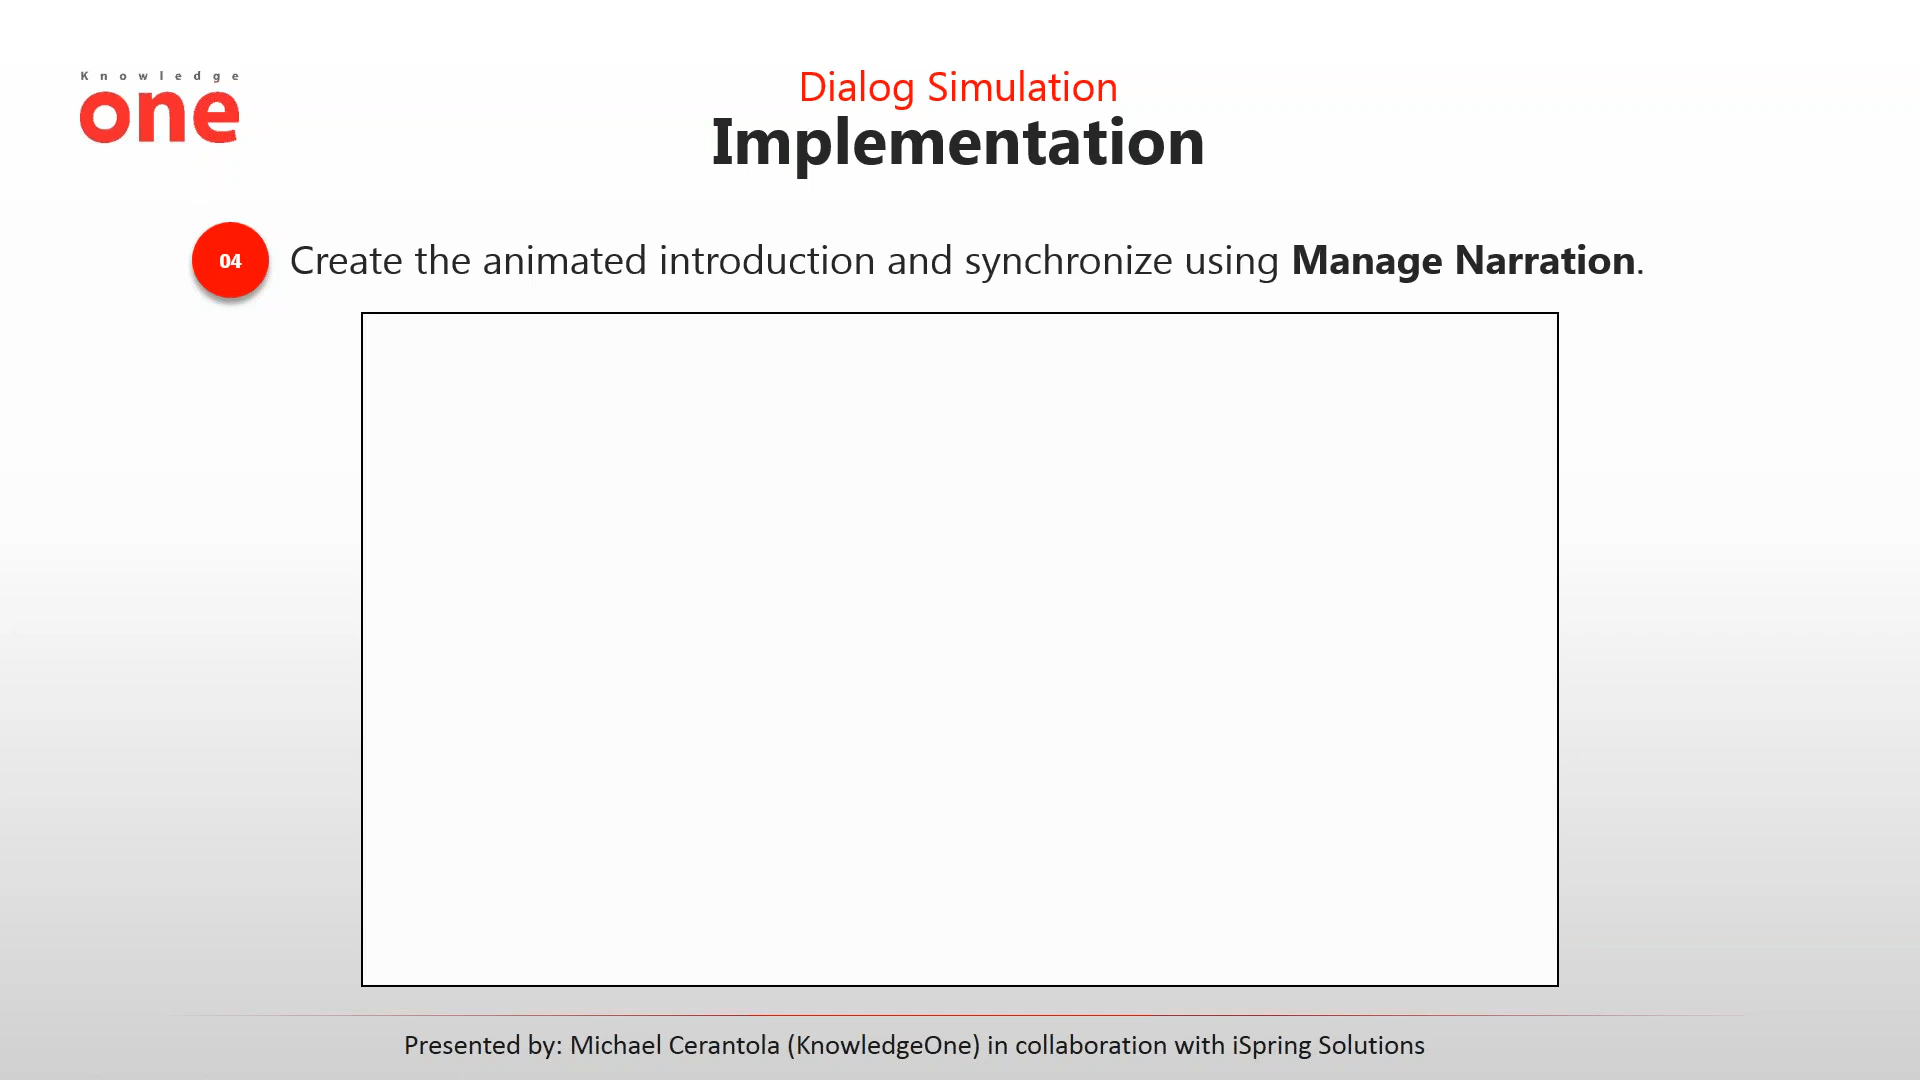 Knowledge
one
Dialog Simulation
Implementation
04 Create the animated introduction and synchronize using Manage Narration.
Presented by: Michael Cerantola (KnowledgeOne) in collaboration with iSpring Solutions